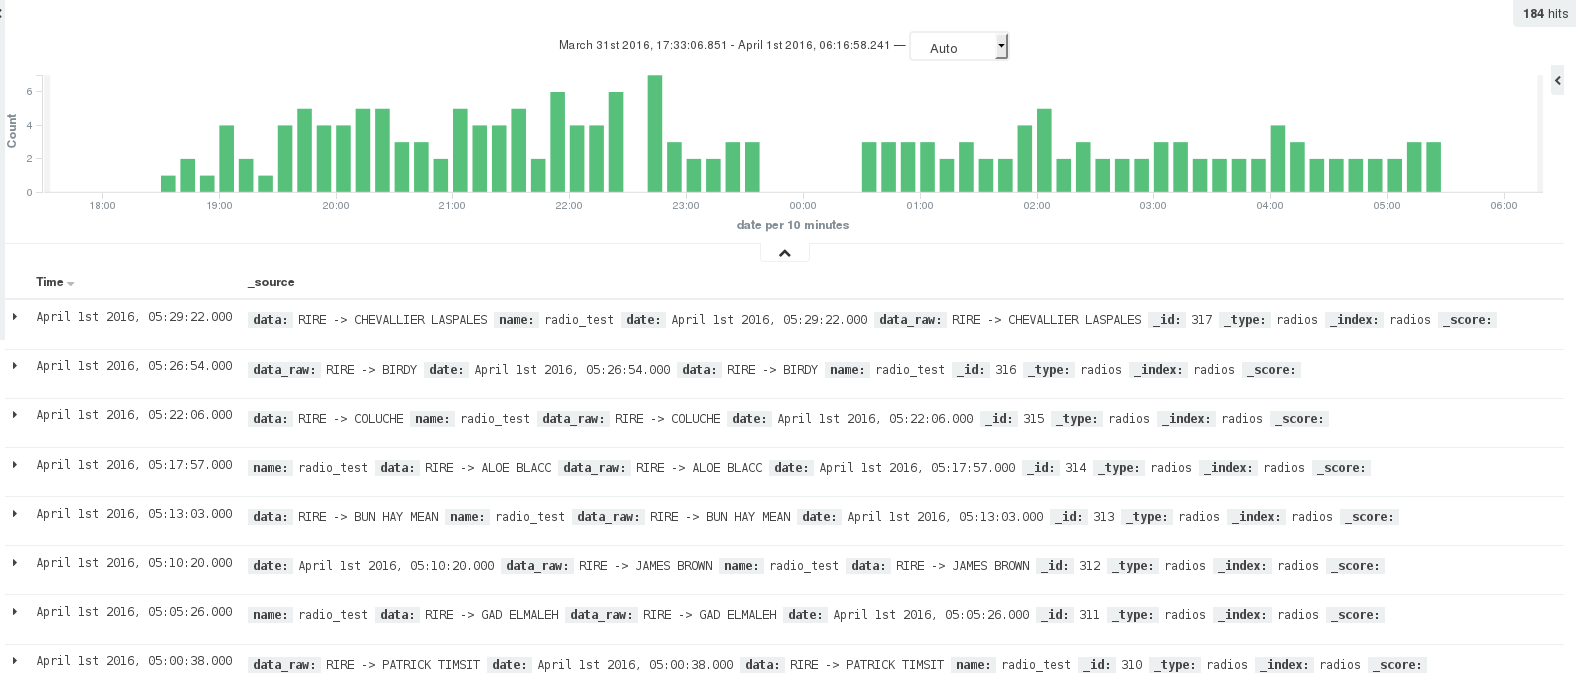 184 hits
March 31st 2016, 17:33:06.851 - April 1st 2016, 06:16:58.241 — Auto
Count
6
4
2
0
18:00 19:00 20:00 21:00 22:00 23:00 00:00 01:00 02:00 03:00 04:00 05:00 06:00
date per 10 minutes
Time _source
April 1st 2016, 05:29:22.000 data: RIRE -> CHEVALLIER LASPALES name: radio_test date: April 1st 2016, 05:29:22.000 data_raw: RIRE -> CHEVALLIER LASPALES _id: 317 _type: radios _index: radios _score:
April 1st 2016, 05:26:54.000 data_raw: RIRE -> BIRDY date: April 1st 2016, 05:26:54.000 data: RIRE -> BIRDY name: radio_test _id: 316 _type: radios _index: radios _score:
April 1st 2016, 05:22:06.000 data: RIRE -> COLUCHE name: radio_test data_raw: RIRE -> COLUCHE date: April 1st 2016, 05:22:06.000 _id: 315 _type: radios _index: radios _score:
April 1st 2016, 05:17:57.000 name: radio_test data: RIRE -> ALOE BLACC data_raw: RIRE -> ALOE BLACC date: April 1st 2016, 05:17:57.000 _id: 314 _type: radios _index: radios _score:
April 1st 2016, 05:13:03.000 data: RIRE -> BUN HAY MEAN name: radio_test data_raw: RIRE -> BUN HAY MEAN date: April 1st 2016, 05:13:03.000 _id: 313 _type: radios _index: radios _score:
April 1st 2016, 05:10:20.000 date: April 1st 2016, 05:10:20.000 data_raw: RIRE -> JAMES BROWN name: radio_test data: RIRE -> JAMES BROWN _id: 312 _type: radios _index: radios _score:
April 1st 2016, 05:05:26.000 name: radio_test data: RIRE -> GAD ELMALEH data_raw: RIRE -> GAD ELMALEH date: April 1st 2016, 05:05:26.000 _id: 311 _type: radios _index: radios _score:
April 1st 2016, 05:00:38.000 data_raw: RIRE -> PATRICK TIMSIT date: April 1st 2016, 05:00:38.000 data: RIRE -> PATRICK TIMSIT name: radio_test _id: 310 _type: radios _index: radios _score: